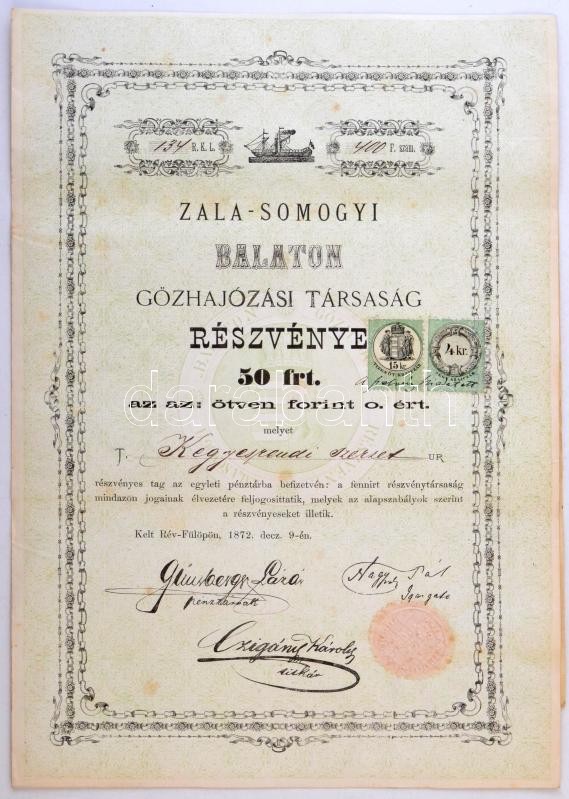 134 R. K. L. 400 F. szám.
ZALA-SOMOGYI
BALATON
GŐZHAJÓZÁSI TÁRSASÁG
RÉSZVÉNYE
15 kr. 4 kr.
50 frt.
az az: ötven forint o. ért.
melyet
T. Kegyesrendi szerzet UR
részvényes tag az egyleti pénztárba befizetvén: a fennirt részvénytársaság
mindazon jogainak élvezetére feljogosittatik, melyek az alapszabályok szerint
a részvényeseket illetik.
Kelt Rév-Fülöpön, 1872. decz. 9-én.
Nagy Pál
Günsberger Lázár
igazgató
pénztárnok
Czigány Károly
titkár
darabanth